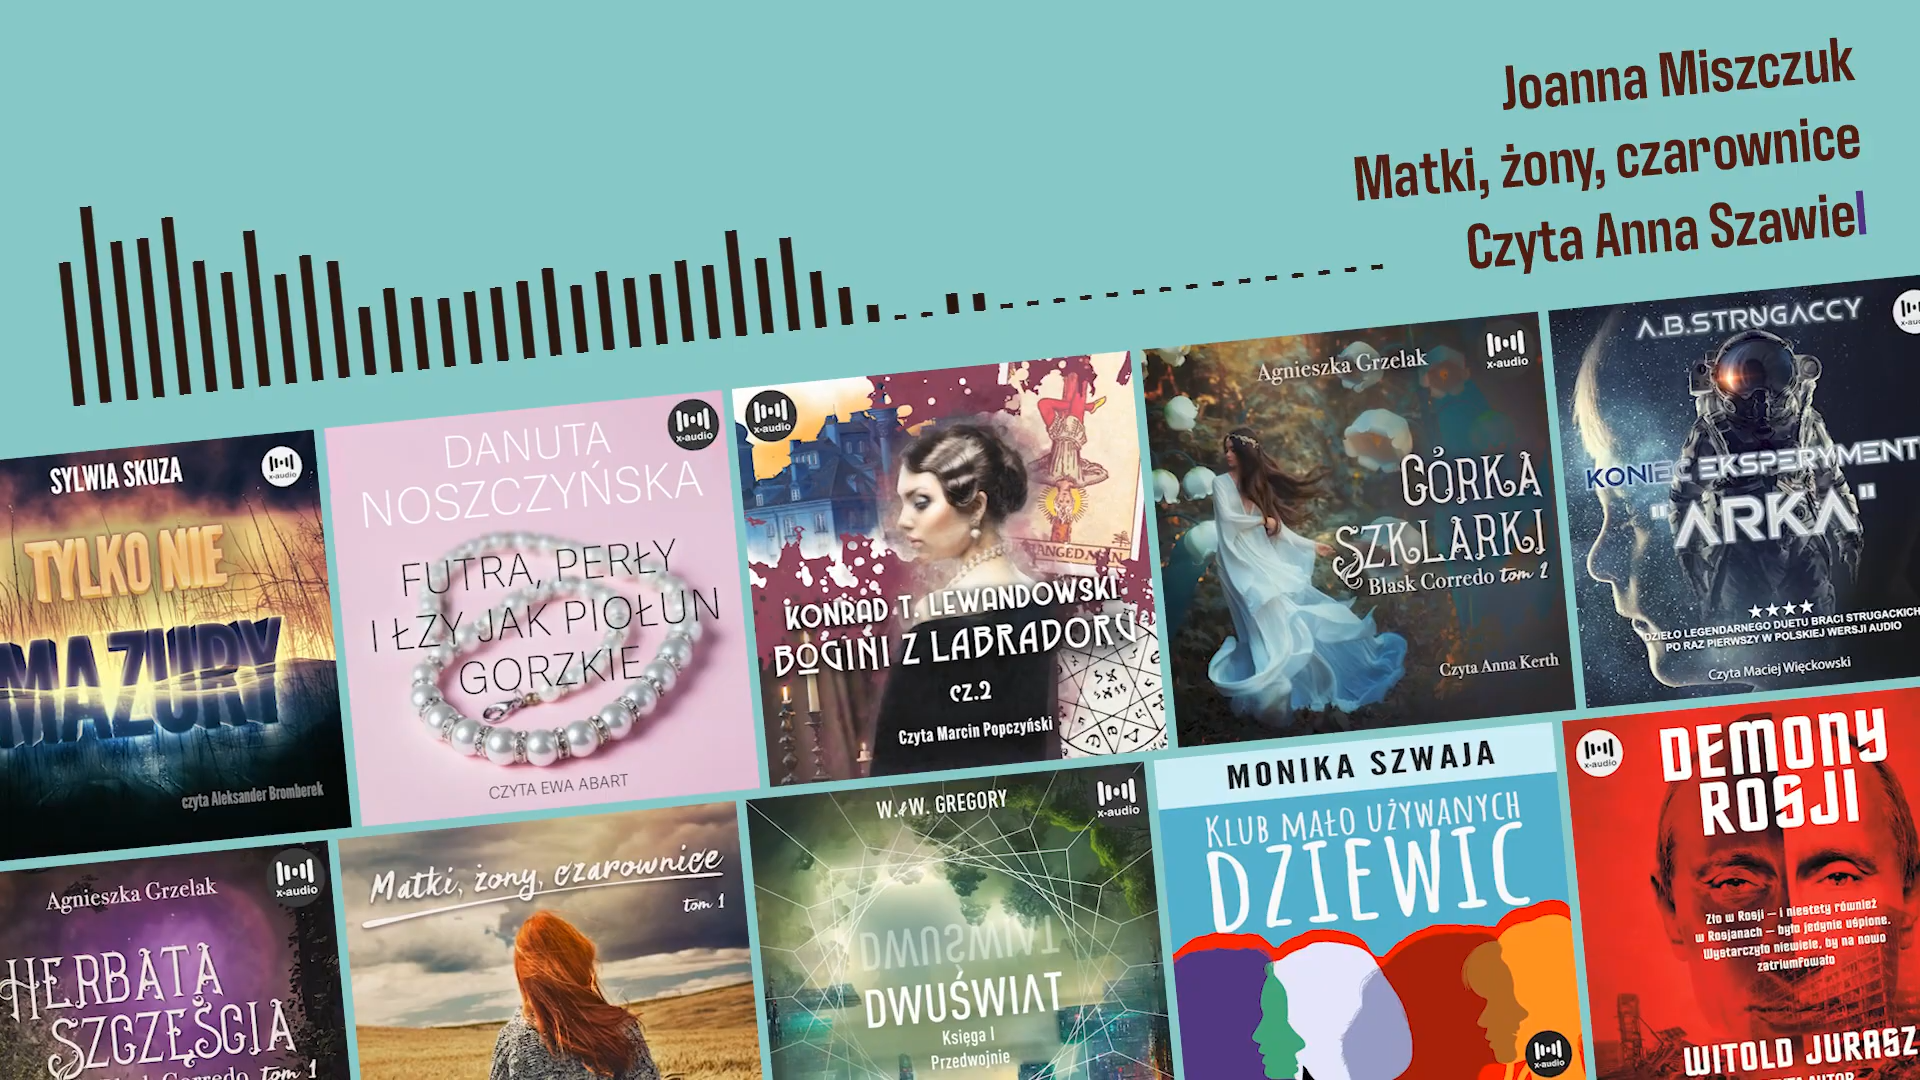 Joanna Miszczuk
Matki, żony, czarownice
Czyta Anna Szawiel
SYLWIA SKUZA
x-audio
TYLKO NIE
MAZURY
czyta Aleksander Bromberek
DANUTA
NOSZCZYŃSKA
x-audio
FUTRA, PERŁY
I ŁZY JAK PIOŁUN
GORZKIE
CZYTA EWA ABART
x-audio
KONRAD T. LEWANDOWSKI
BOGINI Z LABRADORU
cz.2
Czyta Marcin Popczyński
Agnieszka Grzelak
x-audio
CÓRKA
SZKLARKI
Blask Corredo tom 2
Czyta Anna Kerth
A.B.STRUGACCY
KONIEC EKSPERYMENTU
"ARKA"
DZIEŁO LEGENDARNEGO DUETU BRACI STRUGACKICH
PO RAZ PIERWSZY W POLSKIEJ WERSJI AUDIO
Czyta Maciej Więckowski
Agnieszka Grzelak
x-audio
HERBATA
SZCZĘŚCIA
Blask Corredo tom 1
Matki, żony, czarownice
tom 1
W. & W. GREGORY
x-audio
DWUŚWIAT
DWUŚWIAT
Księga I
Przedwojnie
MONIKA SZWAJA
KLUB MAŁO UŻYWANYCH
DZIEWIC
x-audio
x-audio
DEMONY
ROSJI
Zło w Rosji – i niestety również
w Rosjanach – było jedynie uśpione.
Wystarczyło niewiele, by na nowo
zatriumfowało
WITOLD JURASZ